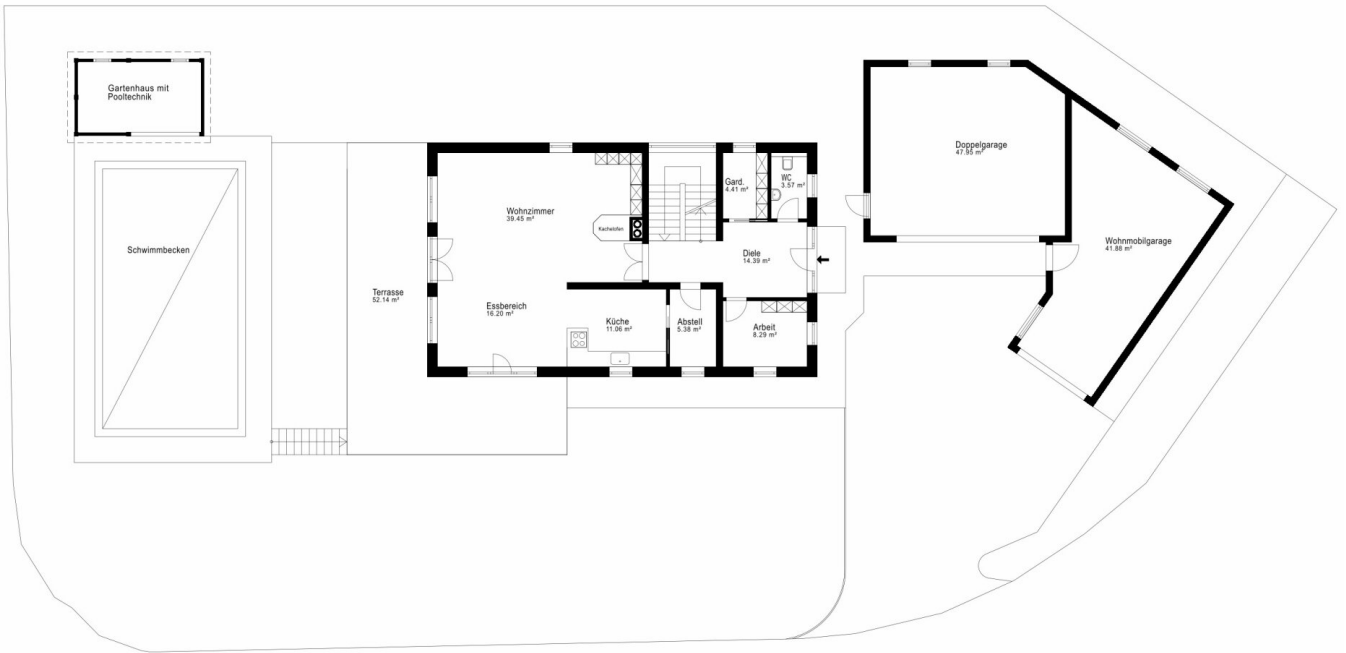 Gartenhaus mit
Pooltechnik
Schwimmbecken
Terrasse
52.14 m²
Wohnzimmer
39.45 m²
Kachelofen
Essbereich
16.20 m²
Küche
11.06 m²
Abstell
5.38 m²
Gard.
4.41 m²
WC
3.57 m²
Diele
14.39 m²
Arbeit
8.29 m²
Doppelgarage
47.95 m²
Wohnmobilgarage
41.88 m²